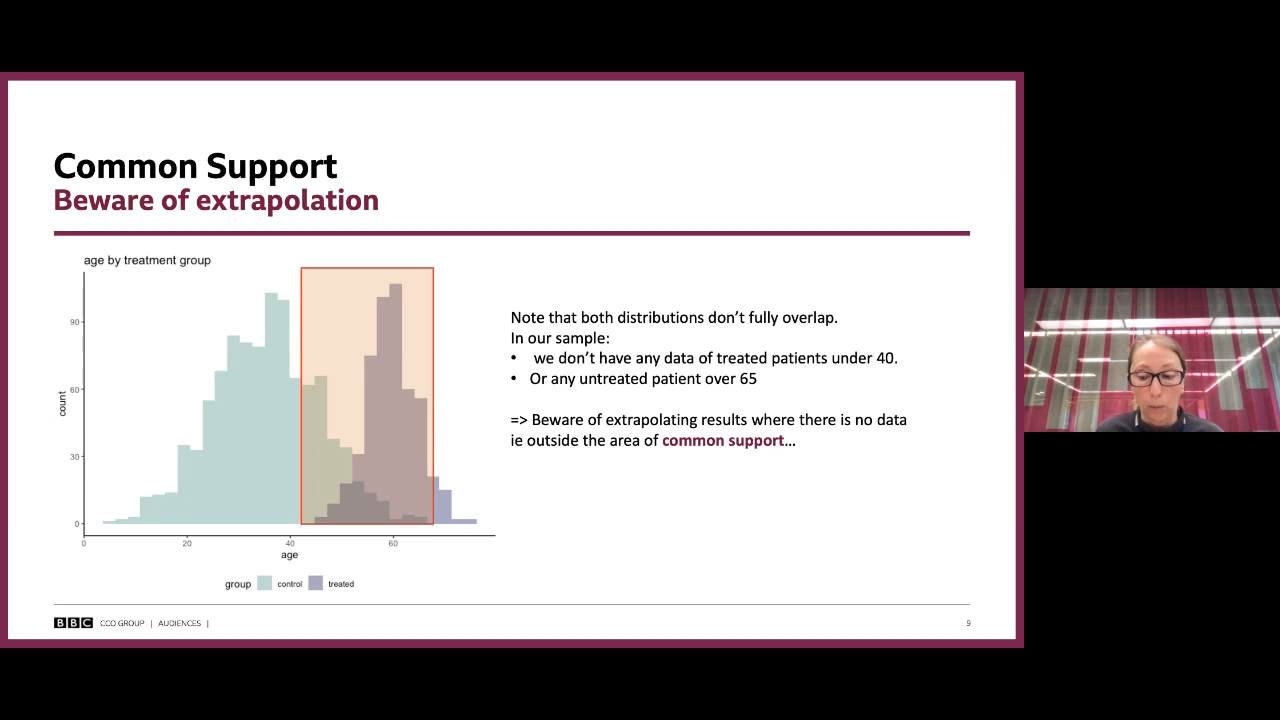 Common Support
Beware of extrapolation
age by treatment group
90
60
30
0
count
0 20 40 60
age
group control treated
Note that both distributions don't fully overlap.
In our sample:
• we don't have any data of treated patients under 40.
• Or any untreated patient over 65
=> Beware of extrapolating results where there is no data
ie outside the area of common support...
BBC CCO GROUP | AUDIENCES |
9